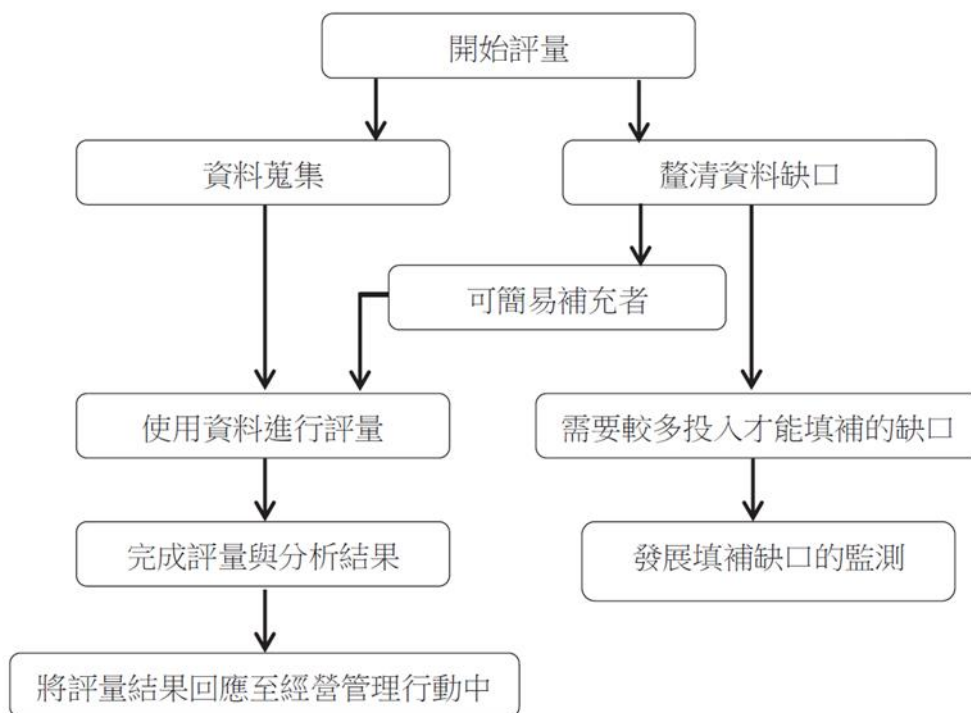 開始評量
資料蒐集
釐清資料缺口
可簡易補充者
使用資料進行評量
需要較多投入才能填補的缺口
完成評量與分析結果
發展填補缺口的監測
將評量結果回應至經營管理行動中